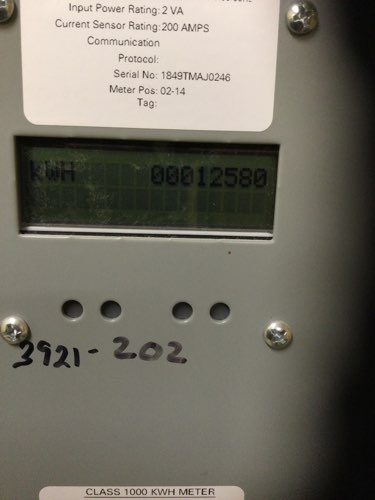 Input Power Rating: 2 VA
Current Sensor Rating: 200 AMPS
Communication
Protocol:
Serial No: 1849TMAJ0246
Meter Pos: 02-14
Tag:
KWH 00012580
3921-202
CLASS 1000 KWH METER